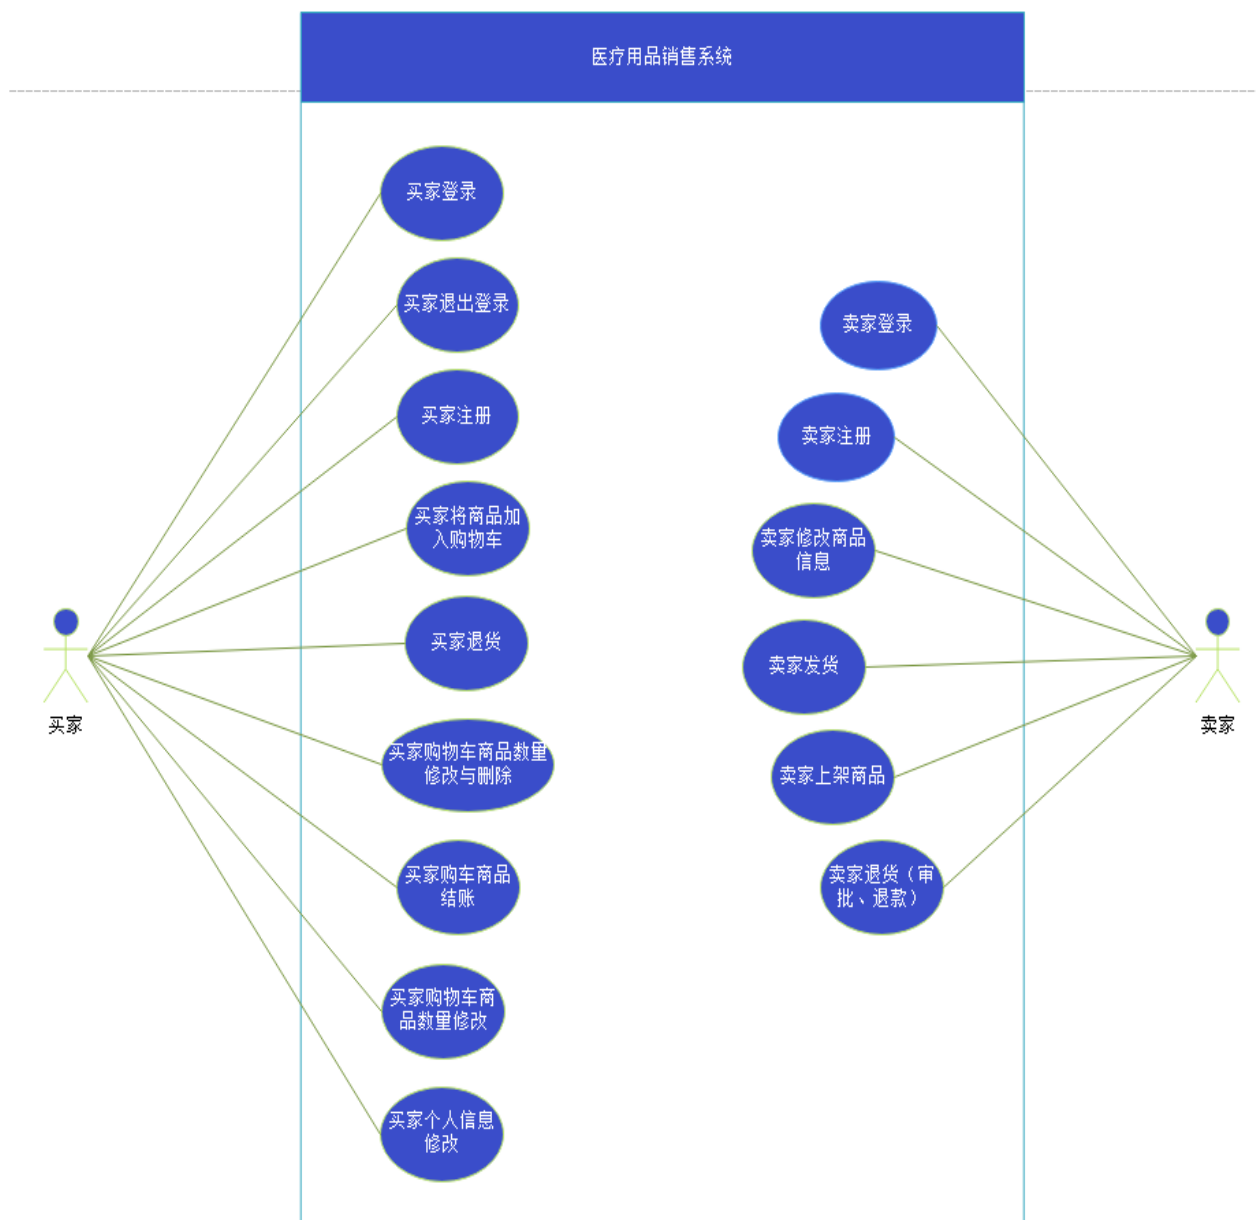 医疗用品销售系统
买家登录
买家退出登录
买家注册
买家将商品加
入购物车
买家退货
买家购物车商品数量
修改与删除
买家购车商品
结账
买家购物车商
品数量修改
买家个人信息
修改
买家
卖家登录
卖家注册
卖家修改商品
信息
卖家发货
卖家上架商品
卖家退货（审
批、退款）
卖家